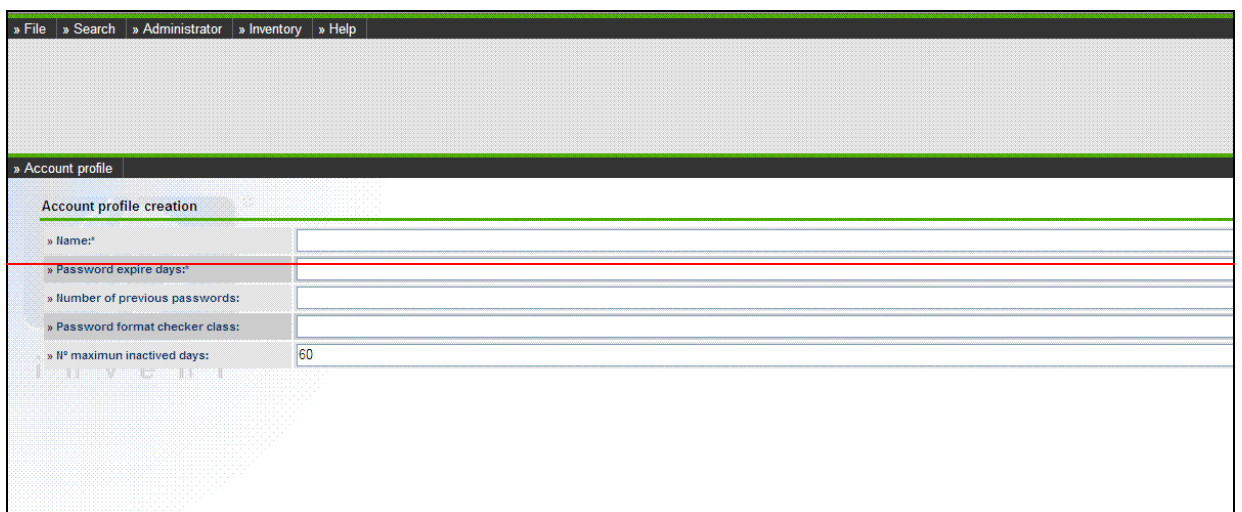 » File » Search » Administrator » Inventory » Help
» Account profile
Account profile creation
» Name:*
» Password expire days:*
» Number of previous passwords:
» Password format checker class:
» Nº maximun inactived days: 60
invent